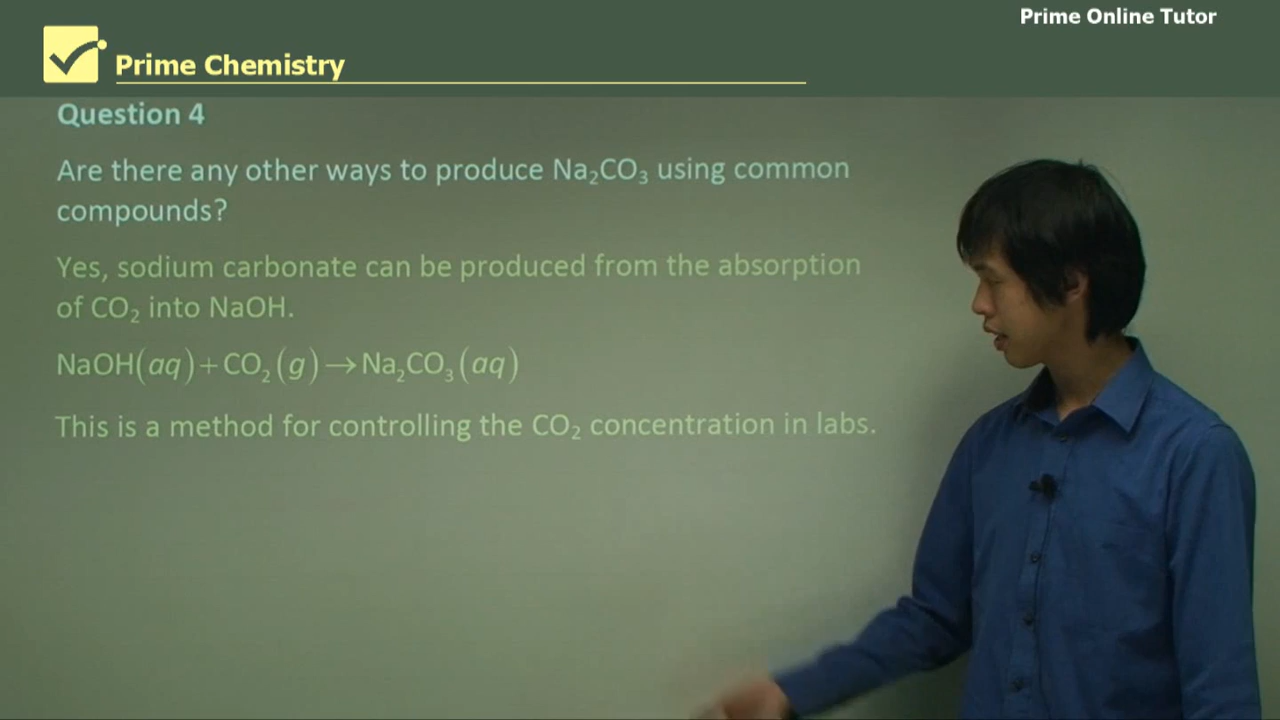 Prime Online Tutor
Prime Chemistry
Question 4
Are there any other ways to produce Na₂CO₃ using common
compounds?
Yes, sodium carbonate can be produced from the absorption
of CO₂ into NaOH.
NaOH(aq)+CO₂(g)→Na₂CO₃(aq)
This is a method for controlling the CO₂ concentration in labs.